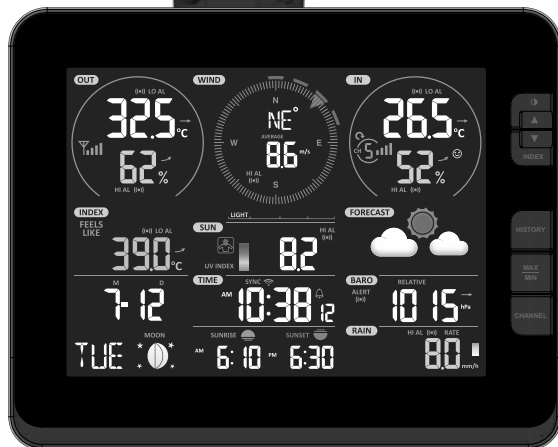 OUT
LO AL
32.5 °C
62 %
HI AL
WIND
N
NE°
W E
AVERAGE
8.6 m/s
HI AL
S
IN
LO AL
26.5 °C
CH 5
52 %
HI AL
INDEX
FEELS LIKE
LO AL
39.0 °C
LIGHT
SUN
HI AL
UV INDEX
8.2
FORECAST
M D
7-12
TUE
MOON
TIME
SYNC
AM 10:38 12
SUNRISE SUNSET
AM 6:10 PM 6:30
BARO
RELATIVE
ALERT
1015 hPa
RAIN
HI AL RATE
8.0 mm/h
INDEX
HISTORY
MAX
MIN
CHANNEL